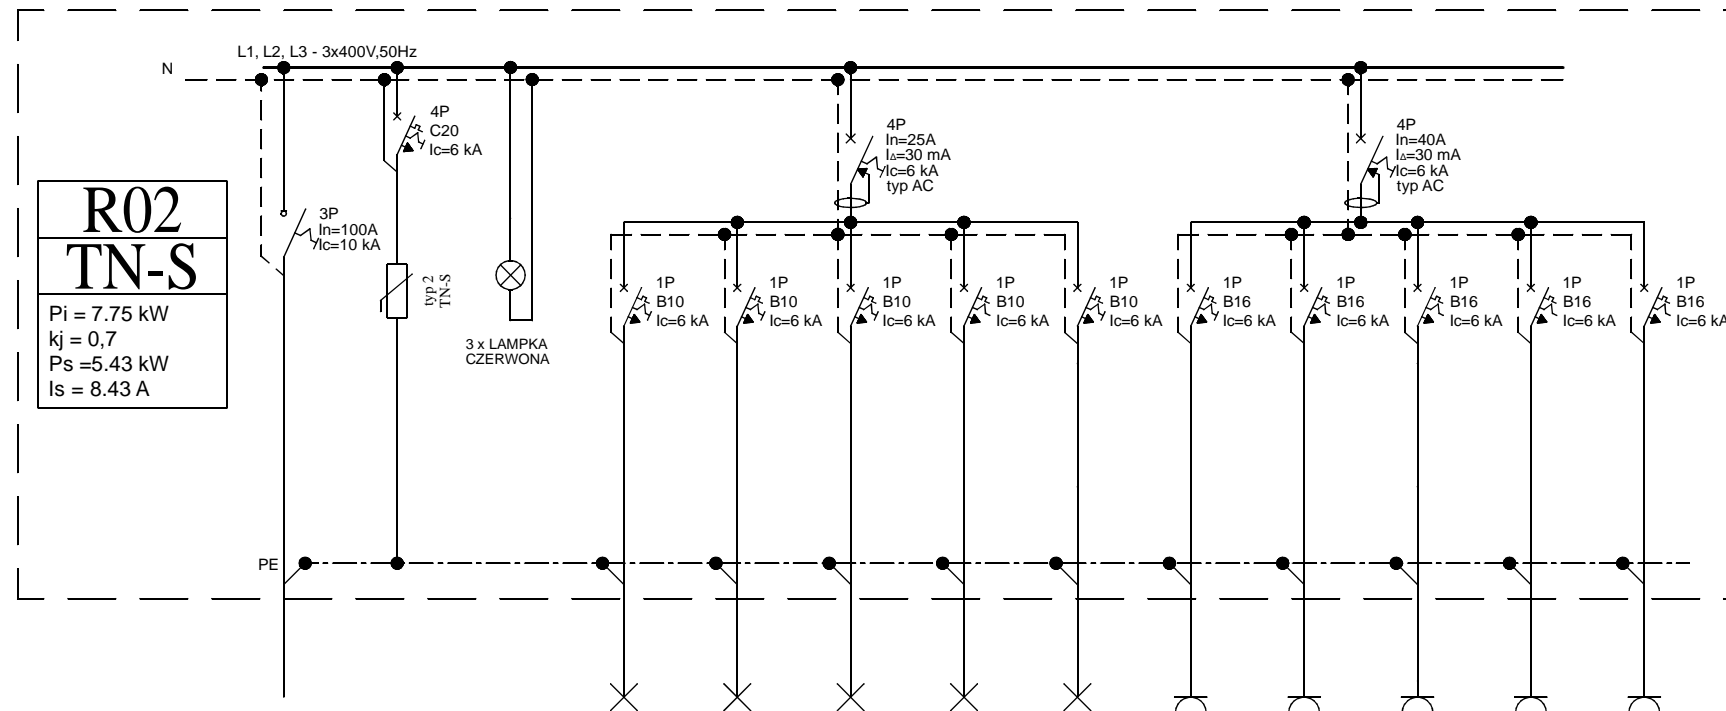 L1, L2, L3 - 3x400V,50Hz
N
4P
C20
Ic=6 kA
4P
In=25A
I∆=30 mA
Ic=6 kA
typ AC
4P
In=40A
I∆=30 mA
Ic=6 kA
typ AC
R02
TN-S
Pi = 7.75 kW
kj = 0,7
Ps =5.43 kW
Is = 8.43 A
3P
In=100A
Ic=10 kA
typ 2
TN-S
3 x LAMPKA
CZERWONA
1P
B10
Ic=6 kA
1P
B10
Ic=6 kA
1P
B10
Ic=6 kA
1P
B10
Ic=6 kA
1P
B10
Ic=6 kA
1P
B16
Ic=6 kA
1P
B16
Ic=6 kA
1P
B16
Ic=6 kA
1P
B16
Ic=6 kA
1P
B16
Ic=6 kA
PE